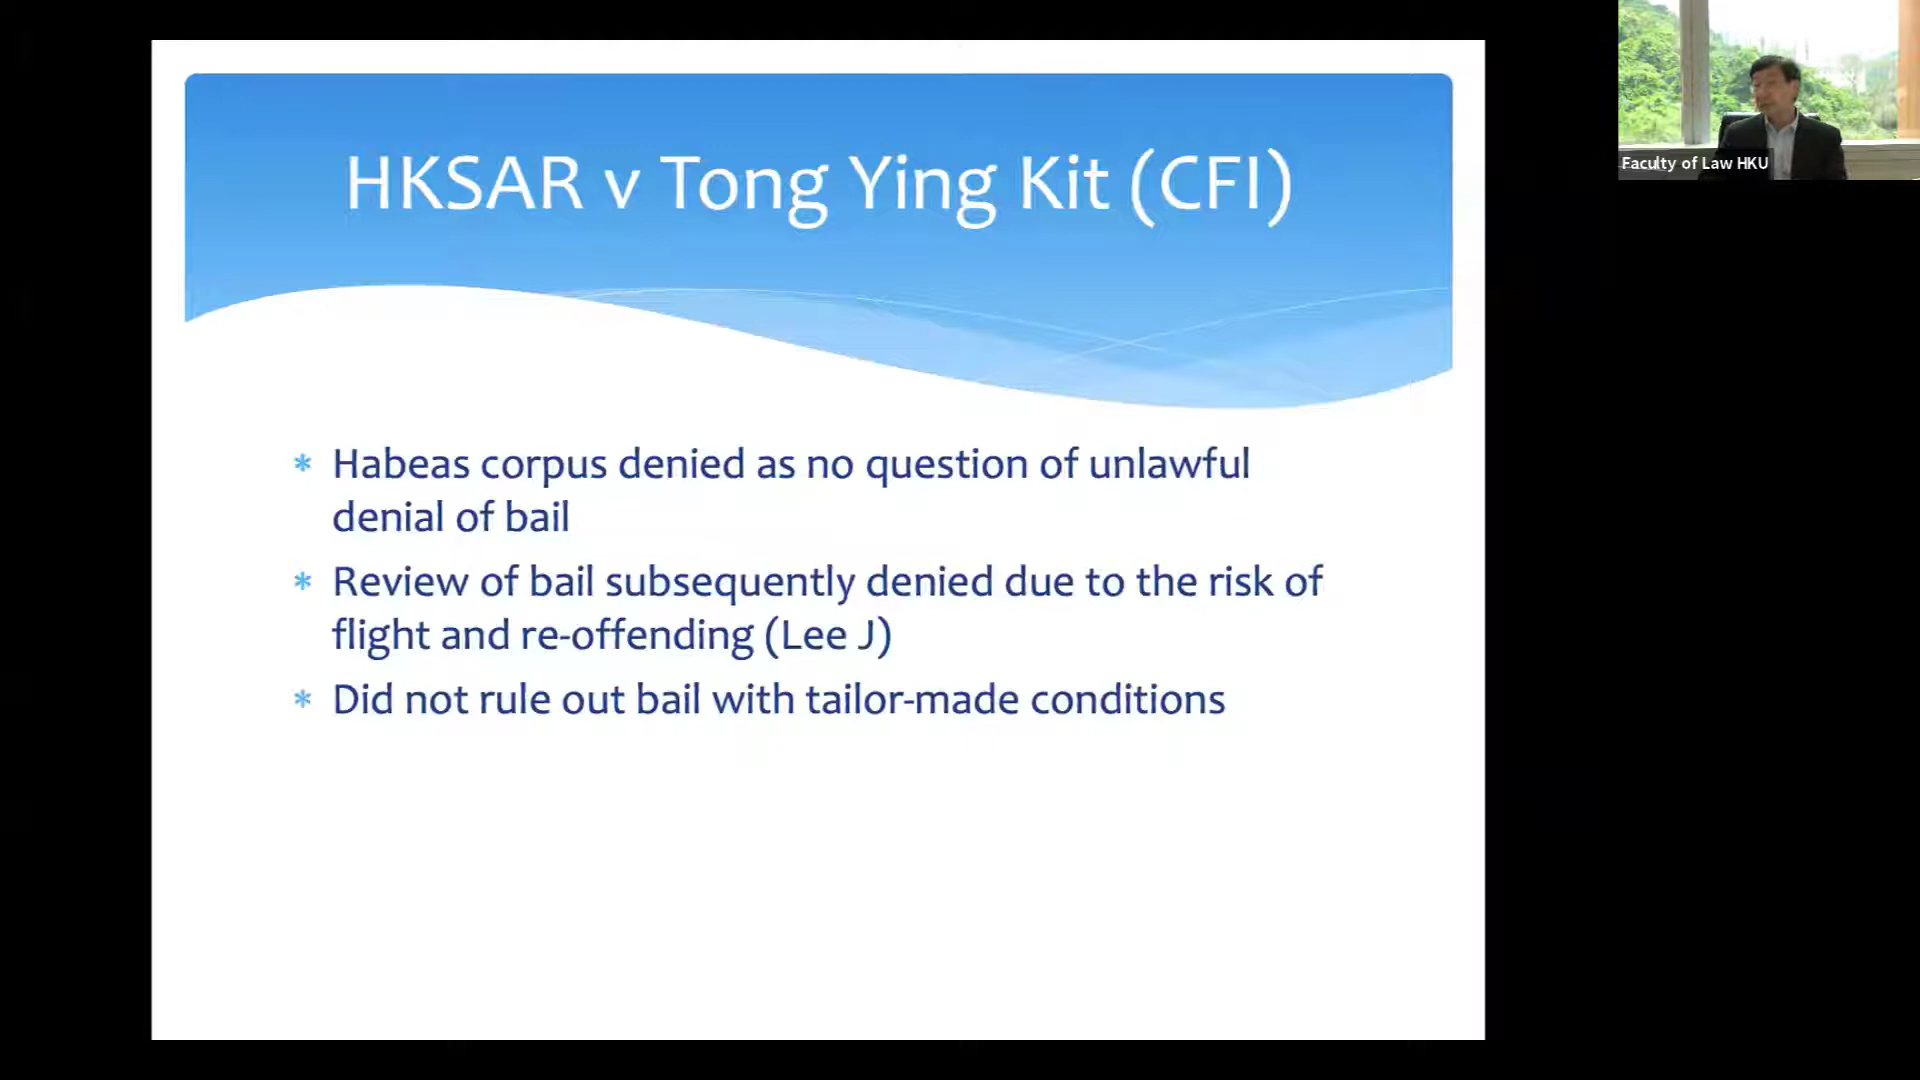 HKSAR v Tong Ying Kit (CFI)
Faculty of Law HKU
* Habeas corpus denied as no question of unlawful
denial of bail
* Review of bail subsequently denied due to the risk of
flight and re-offending (Lee J)
* Did not rule out bail with tailor-made conditions